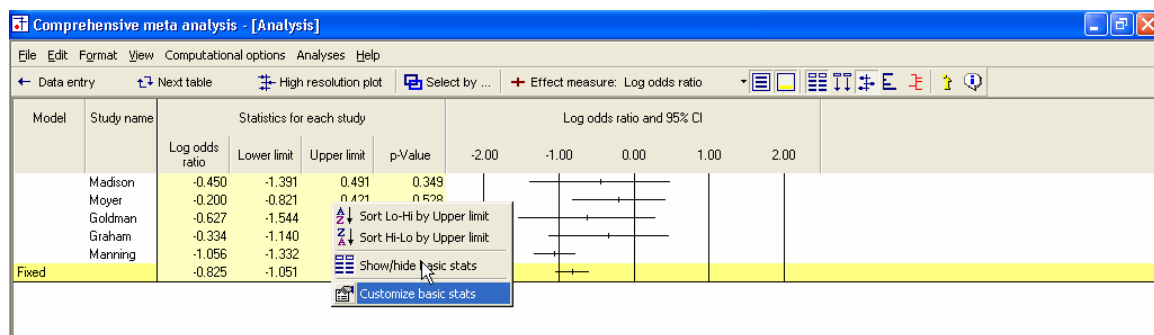 Comprehensive meta analysis - [Analysis]
File Edit Format View Computational options Analyses Help
Data entry Next table High resolution plot Select by ... Effect measure: Log odds ratio
Model Study name Statistics for each study Log odds ratio and 95% CI
Log odds ratio Lower limit Upper limit p-Value -2.00 -1.00 0.00 1.00 2.00
Madison -0.450 -1.391 0.491 0.349
Moyer -0.200 -0.821 0.421 0.528
Goldman -0.627 -1.544
Sort Lo-Hi by Upper limit
Graham -0.334 -1.140
Sort Hi-Lo by Upper limit
Manning -1.056 -1.332
Show/hide basic stats
Fixed -0.825 -1.051
Customize basic stats